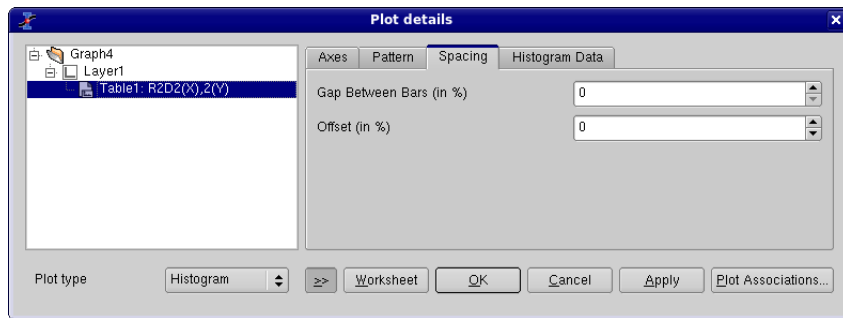 Plot details
Graph4
Layer1
Table1: R2D2(X),2(Y)
Axes Pattern Spacing Histogram Data
Gap Between Bars (in %) 0
Offset (in %) 0
Plot type Histogram >> Worksheet OK Cancel Apply Plot Associations...